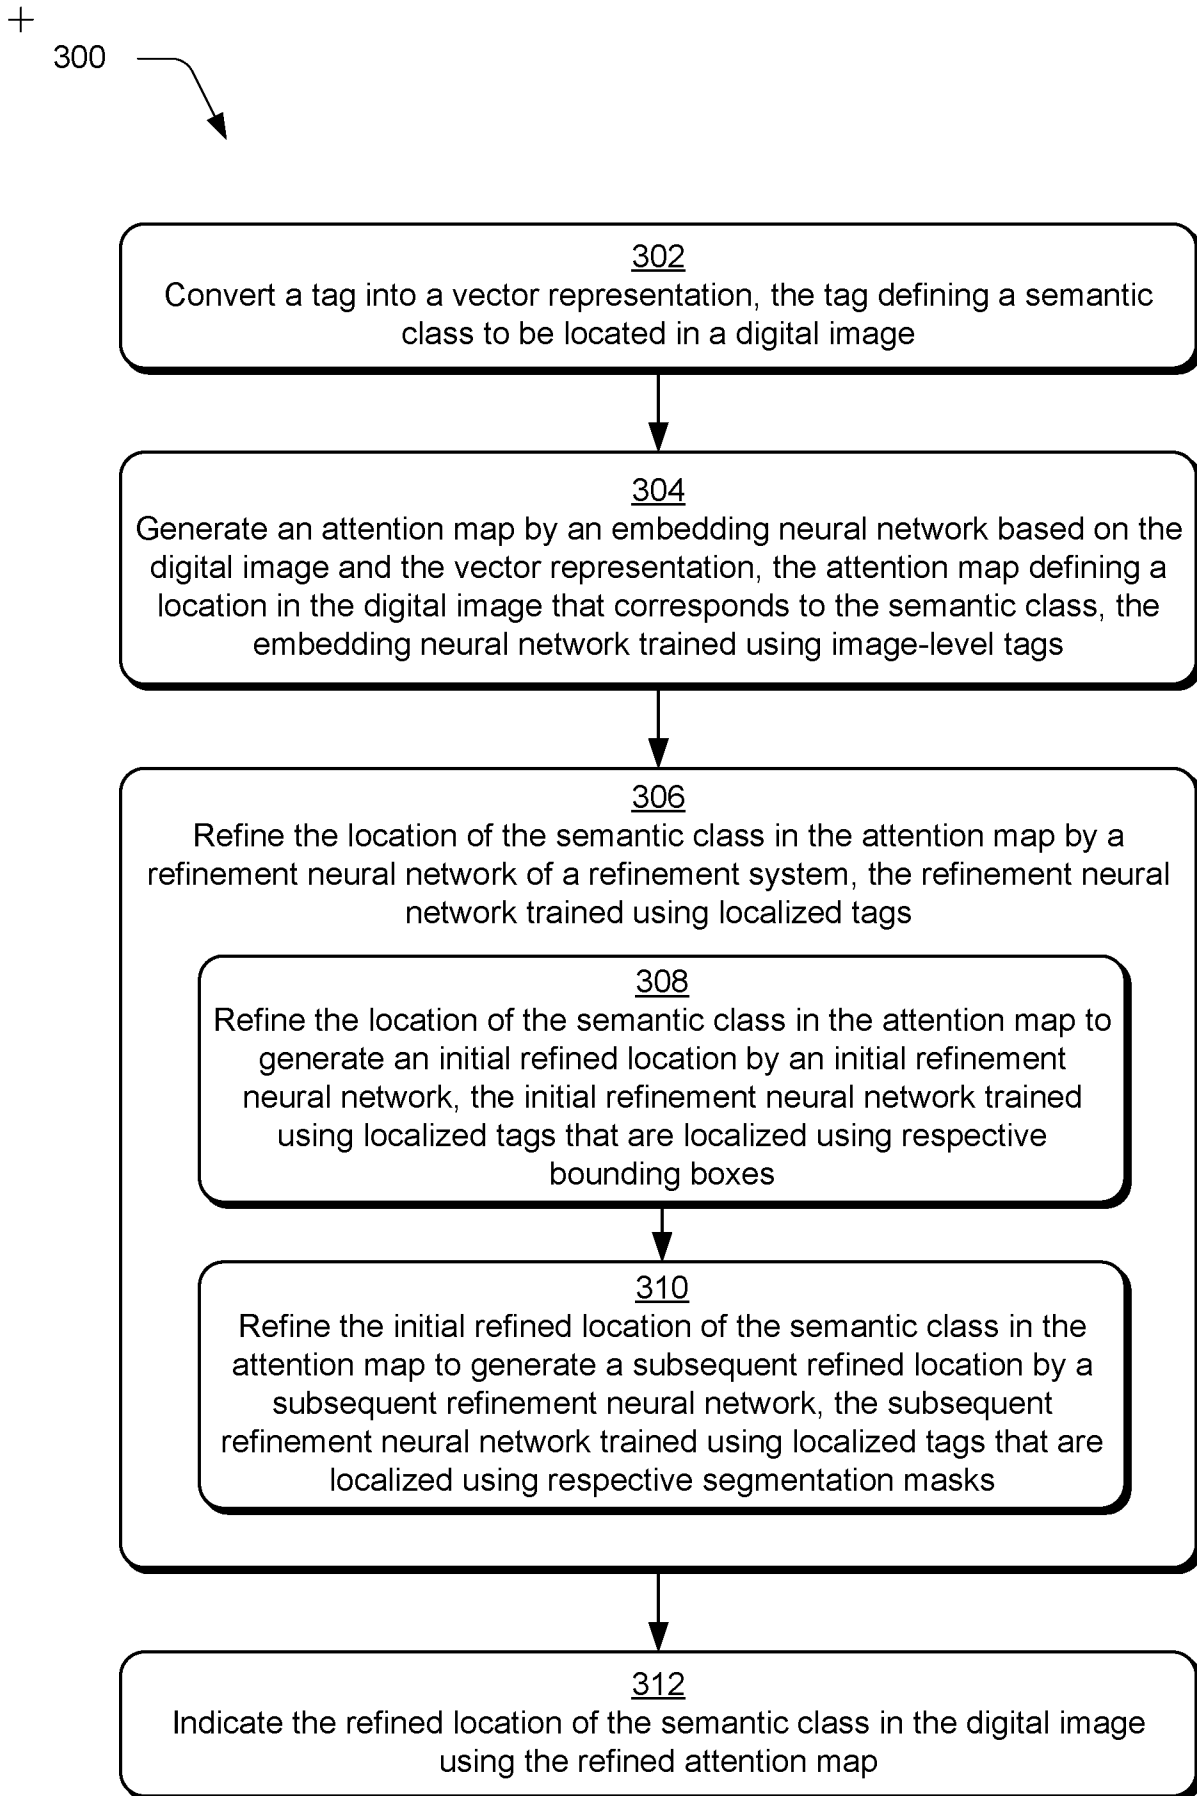 300
302
Convert a tag into a vector representation, the tag defining a semantic
class to be located in a digital image
304
Generate an attention map by an embedding neural network based on the
digital image and the vector representation, the attention map defining a
location in the digital image that corresponds to the semantic class, the
embedding neural network trained using image-level tags
306
Refine the location of the semantic class in the attention map by a
refinement neural network of a refinement system, the refinement neural
network trained using localized tags
308
Refine the location of the semantic class in the attention map to
generate an initial refined location by an initial refinement
neural network, the initial refinement neural network trained
using localized tags that are localized using respective
bounding boxes
310
Refine the initial refined location of the semantic class in the
attention map to generate a subsequent refined location by a
subsequent refinement neural network, the subsequent
refinement neural network trained using localized tags that are
localized using respective segmentation masks
312
Indicate the refined location of the semantic class in the digital image
using the refined attention map